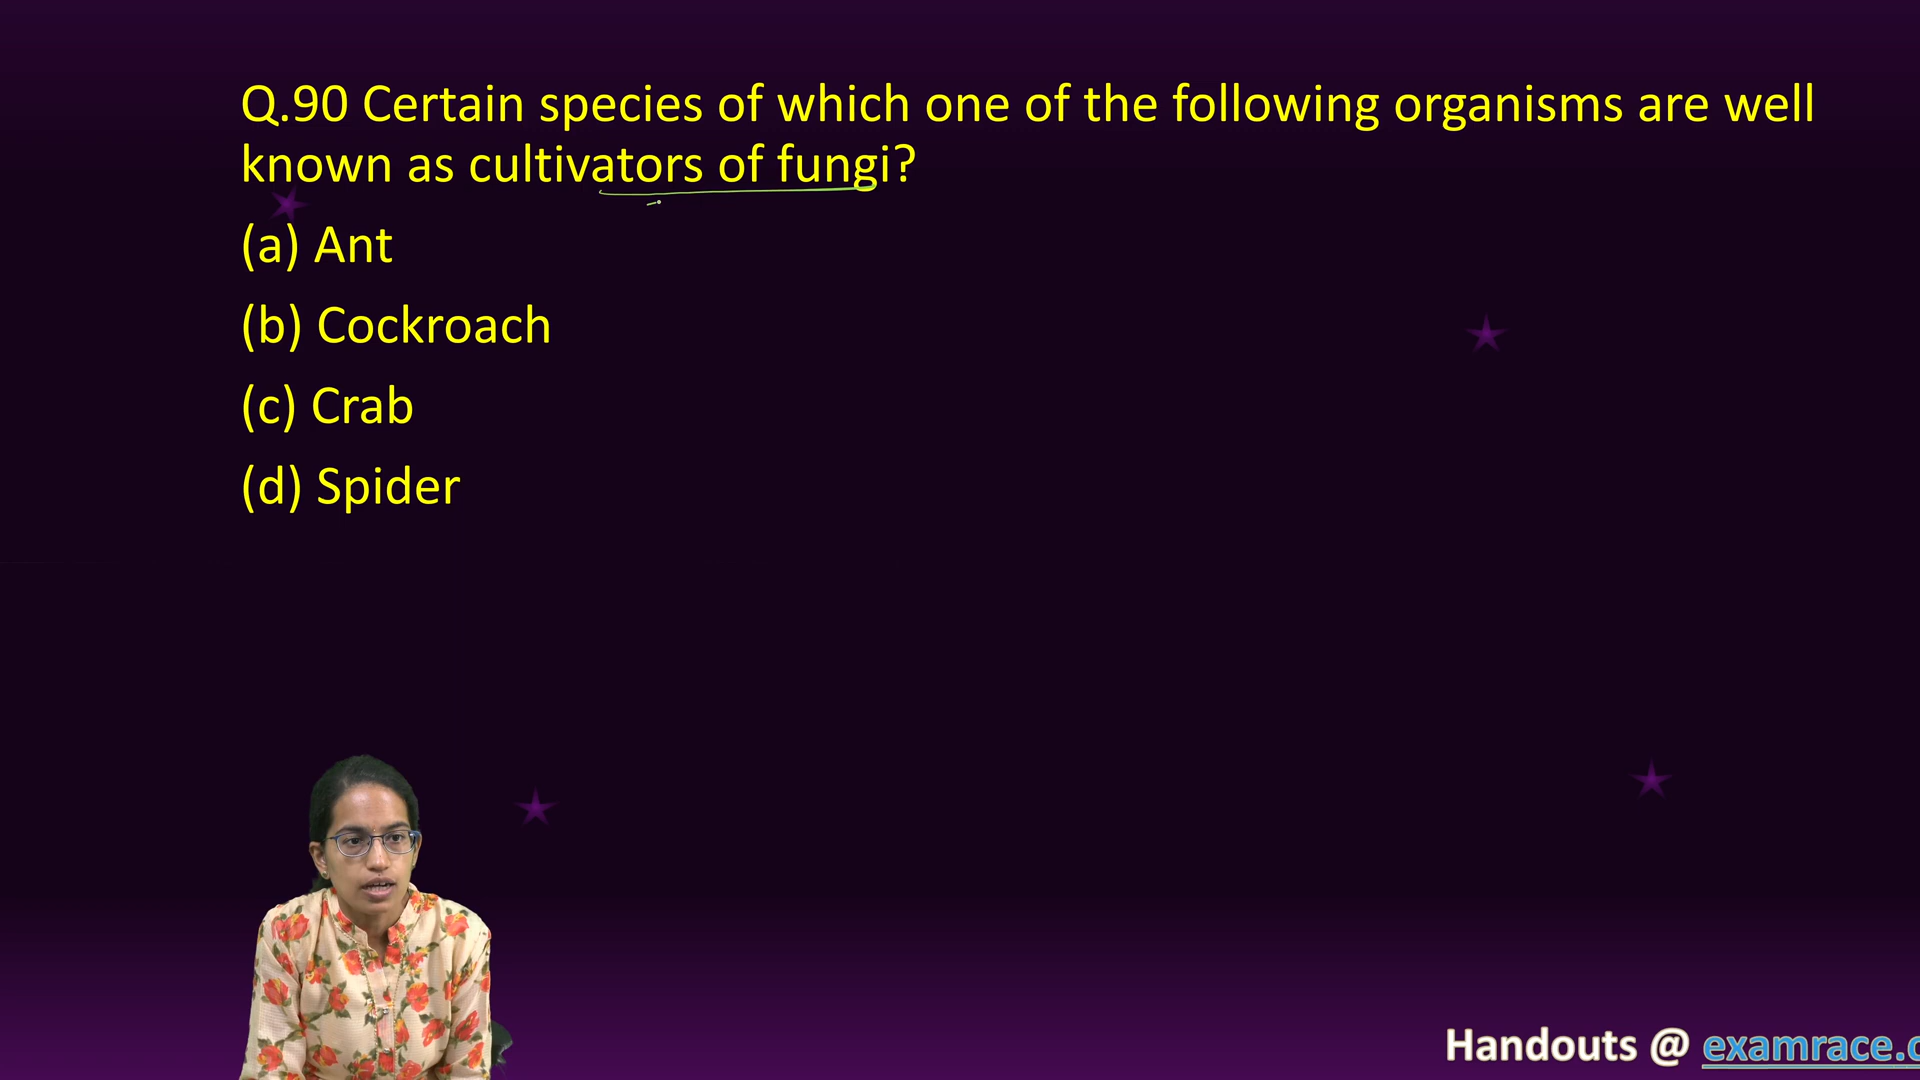 Q.90 Certain species of which one of the following organisms are well
known as cultivators of fungi?
(a) Ant
(b) Cockroach
(c) Crab
(d) Spider
Handouts @ examrace.c